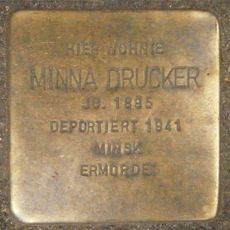 HIER WOHNTE
MINNA DRUCKER
JG. 1895
DEPORTIERT 1941
MINSK
ERMORDET